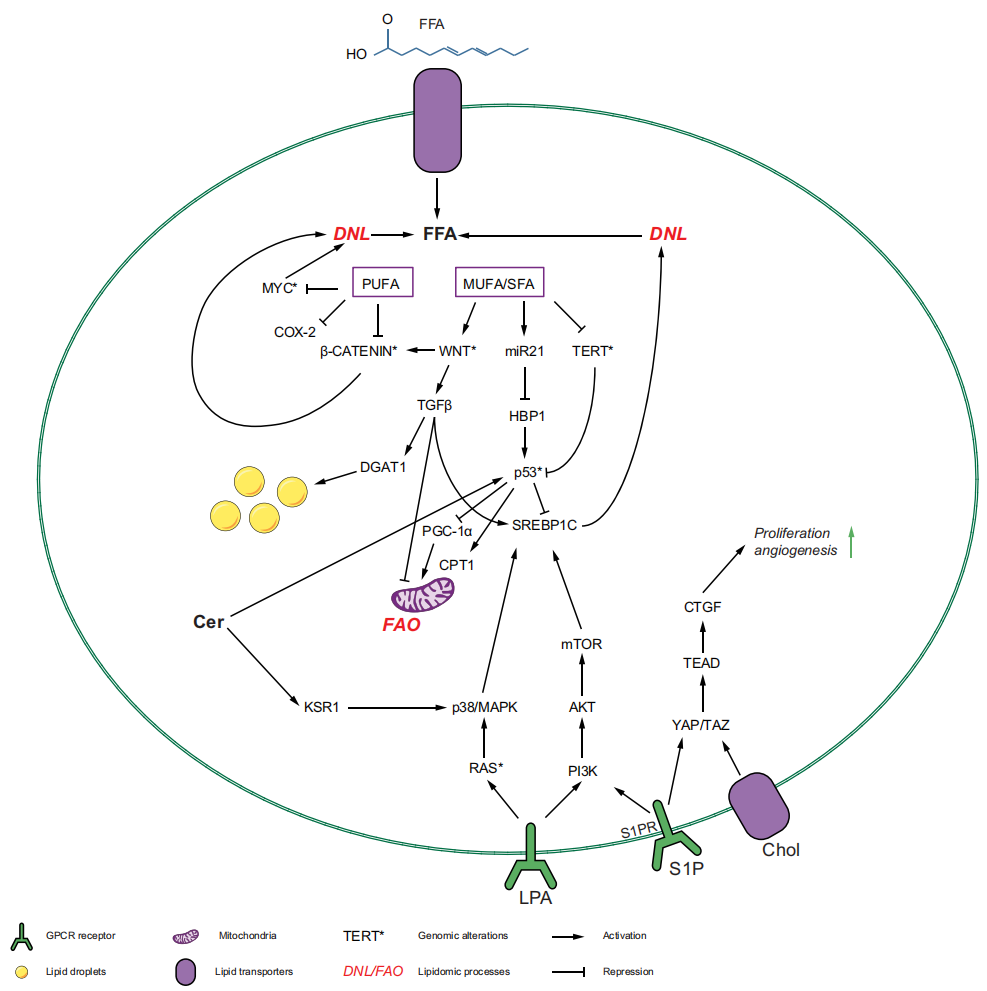 O
FFA
HO
DNL
FFA
DNL
MYC*
PUFA
MUFA/SFA
COX-2
β-CATENIN*
WNT*
miR21
TERT*
TGFβ
HBP1
DGAT1
p53*
PGC-1α
SREBP1C
CPT1
Proliferation
angiogenesis
FAO
Cer
CTGF
mTOR
TEAD
KSR1
p38/MAPK
AKT
YAP/TAZ
RAS*
PI3K
S1PR
Chol
S1P
LPA
GPCR receptor
Mitochondria
TERT*
Genomic alterations
Activation
Lipid droplets
Lipid transporters
DNL/FAO
Lipidomic processes
Repression